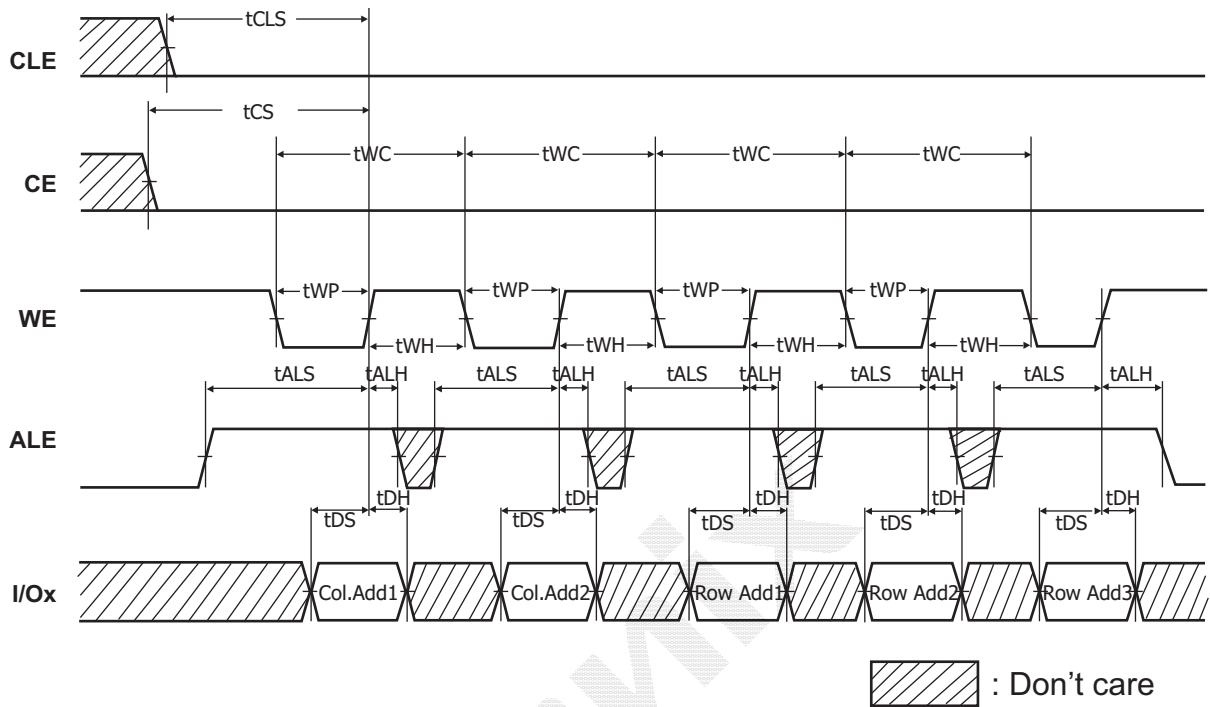 tCLS
CLE
tCS
tWC tWC tWC tWC
CE
tWP tWP tWP tWP
WE
tWH tWH tWH tWH
tALS tALH tALS tALH tALS tALH tALS tALH tALS tALH
ALE
tDH tDH tDH tDH tDH
tDS tDS tDS tDS tDS
I/Ox Col.Add1 Col.Add2 Row Add1 Row Add2 Row Add3
: Don't care